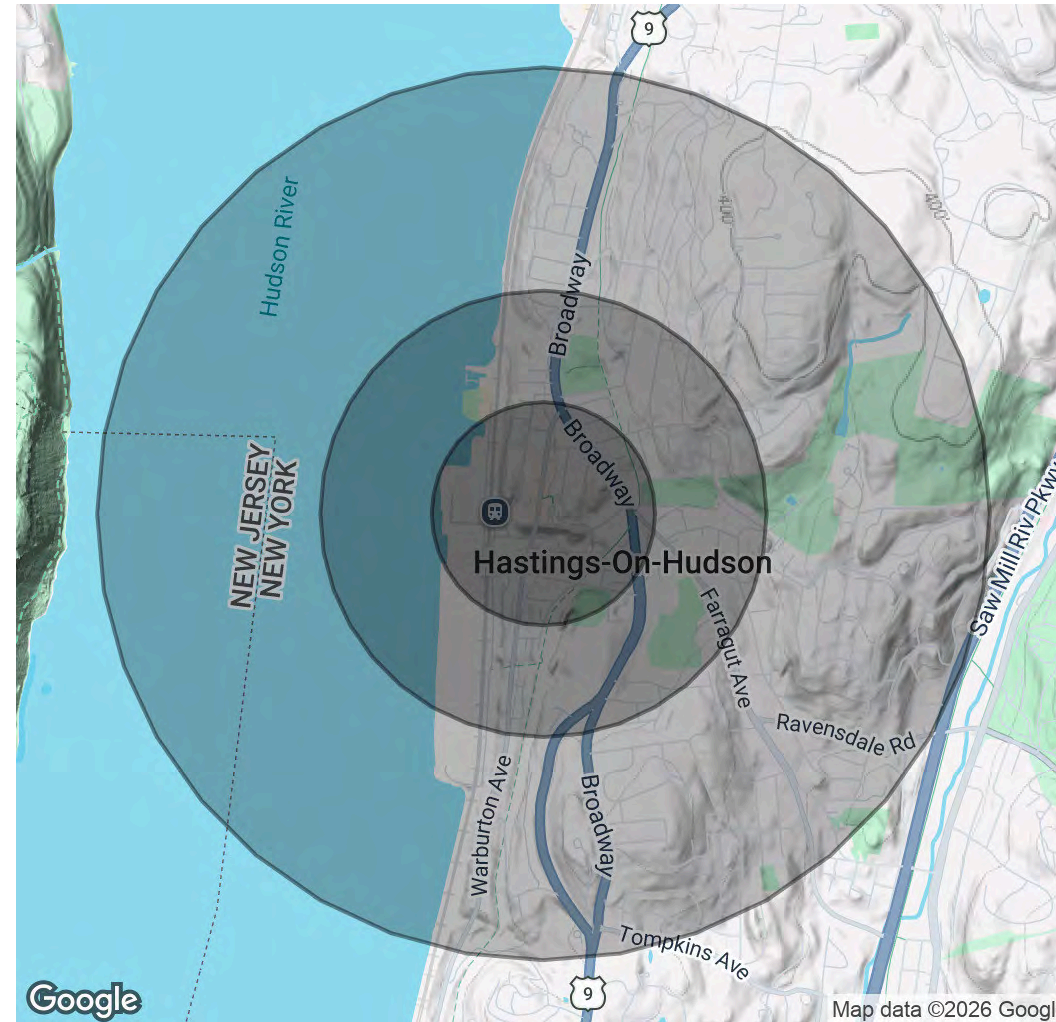 9
Hudson River
Broadway
400'
400'
Broadway
NEW JERSEY
NEW YORK
Hastings-On-Hudson
Saw Mill Riv Pkwy
Farragut Ave
Ravensdale Rd
Warburton Ave
Broadway
Tompkins Ave
9
Google
Map data ©2026 Googl